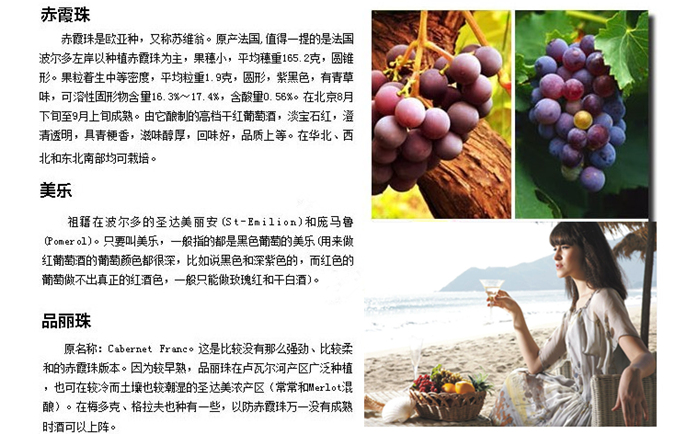 赤霞珠
赤霞珠是欧亚种，又称苏维翁。原产法国,值得一提的是法国
波尔多左岸以种植赤霞珠为主，果穗小，平均穗重165.2克，圆锥
形。果粒着生中等密度，平均粒重1.9克，圆形，紫黑色，有青草
味，可溶性固形物含量16.3%～17.4%，含酸量0.56%。在北京8月
下旬至9月上旬成熟。由它酿制的高档干红葡萄酒，淡宝石红，澄
清透明，具青梗香，滋味醇厚，回味好，品质上等。在华北、西
北和东北南部均可栽培。
美乐
祖籍在波尔多的圣达美丽安(St-Emilion)和庞马鲁
(Pomerol)。只要叫美乐，一般指的都是黑色葡萄的美乐(用来做
红葡萄酒的葡萄颜色都很深，比如说黑色和深紫色的，而红色的
葡萄做不出真正的红酒色，一般只能做玫瑰红和干白酒)。
品丽珠
原名称：Cabernet Franc。这是比较没有那么强劲、比较柔
和的赤霞珠版本。因为较早熟，品丽珠在卢瓦尔河产区广泛种植
，也可在较冷而土壤也较潮湿的圣达美浓产区（常常和Merlot混
酿）。在梅多克、格拉夫也种有一些，以防赤霞珠万一没有成熟
时酒可以上阵。